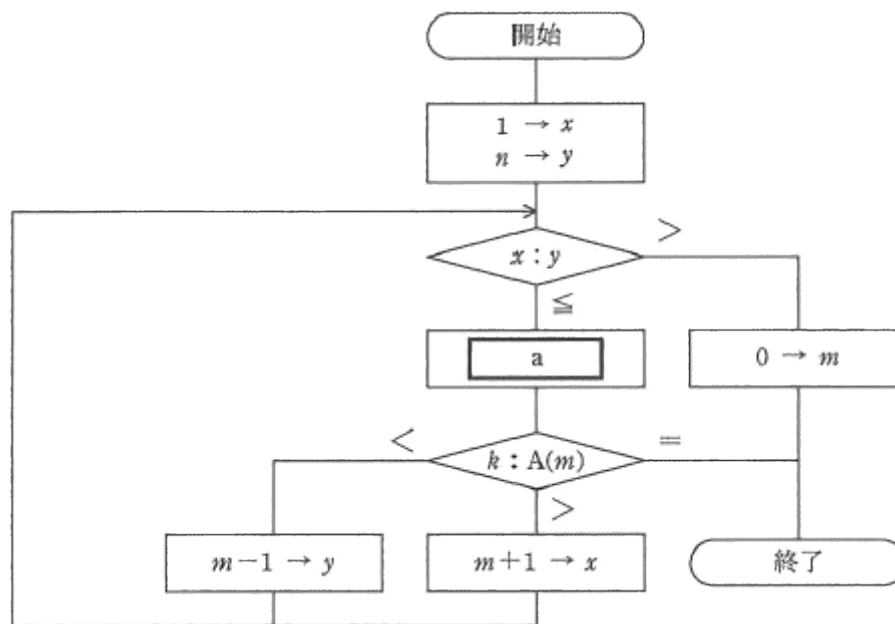 開始
1 → x
n → y
x : y
>
≦
a
0 → m
<
k : A(m)
=
>
m−1 → y
m+1 → x
終了